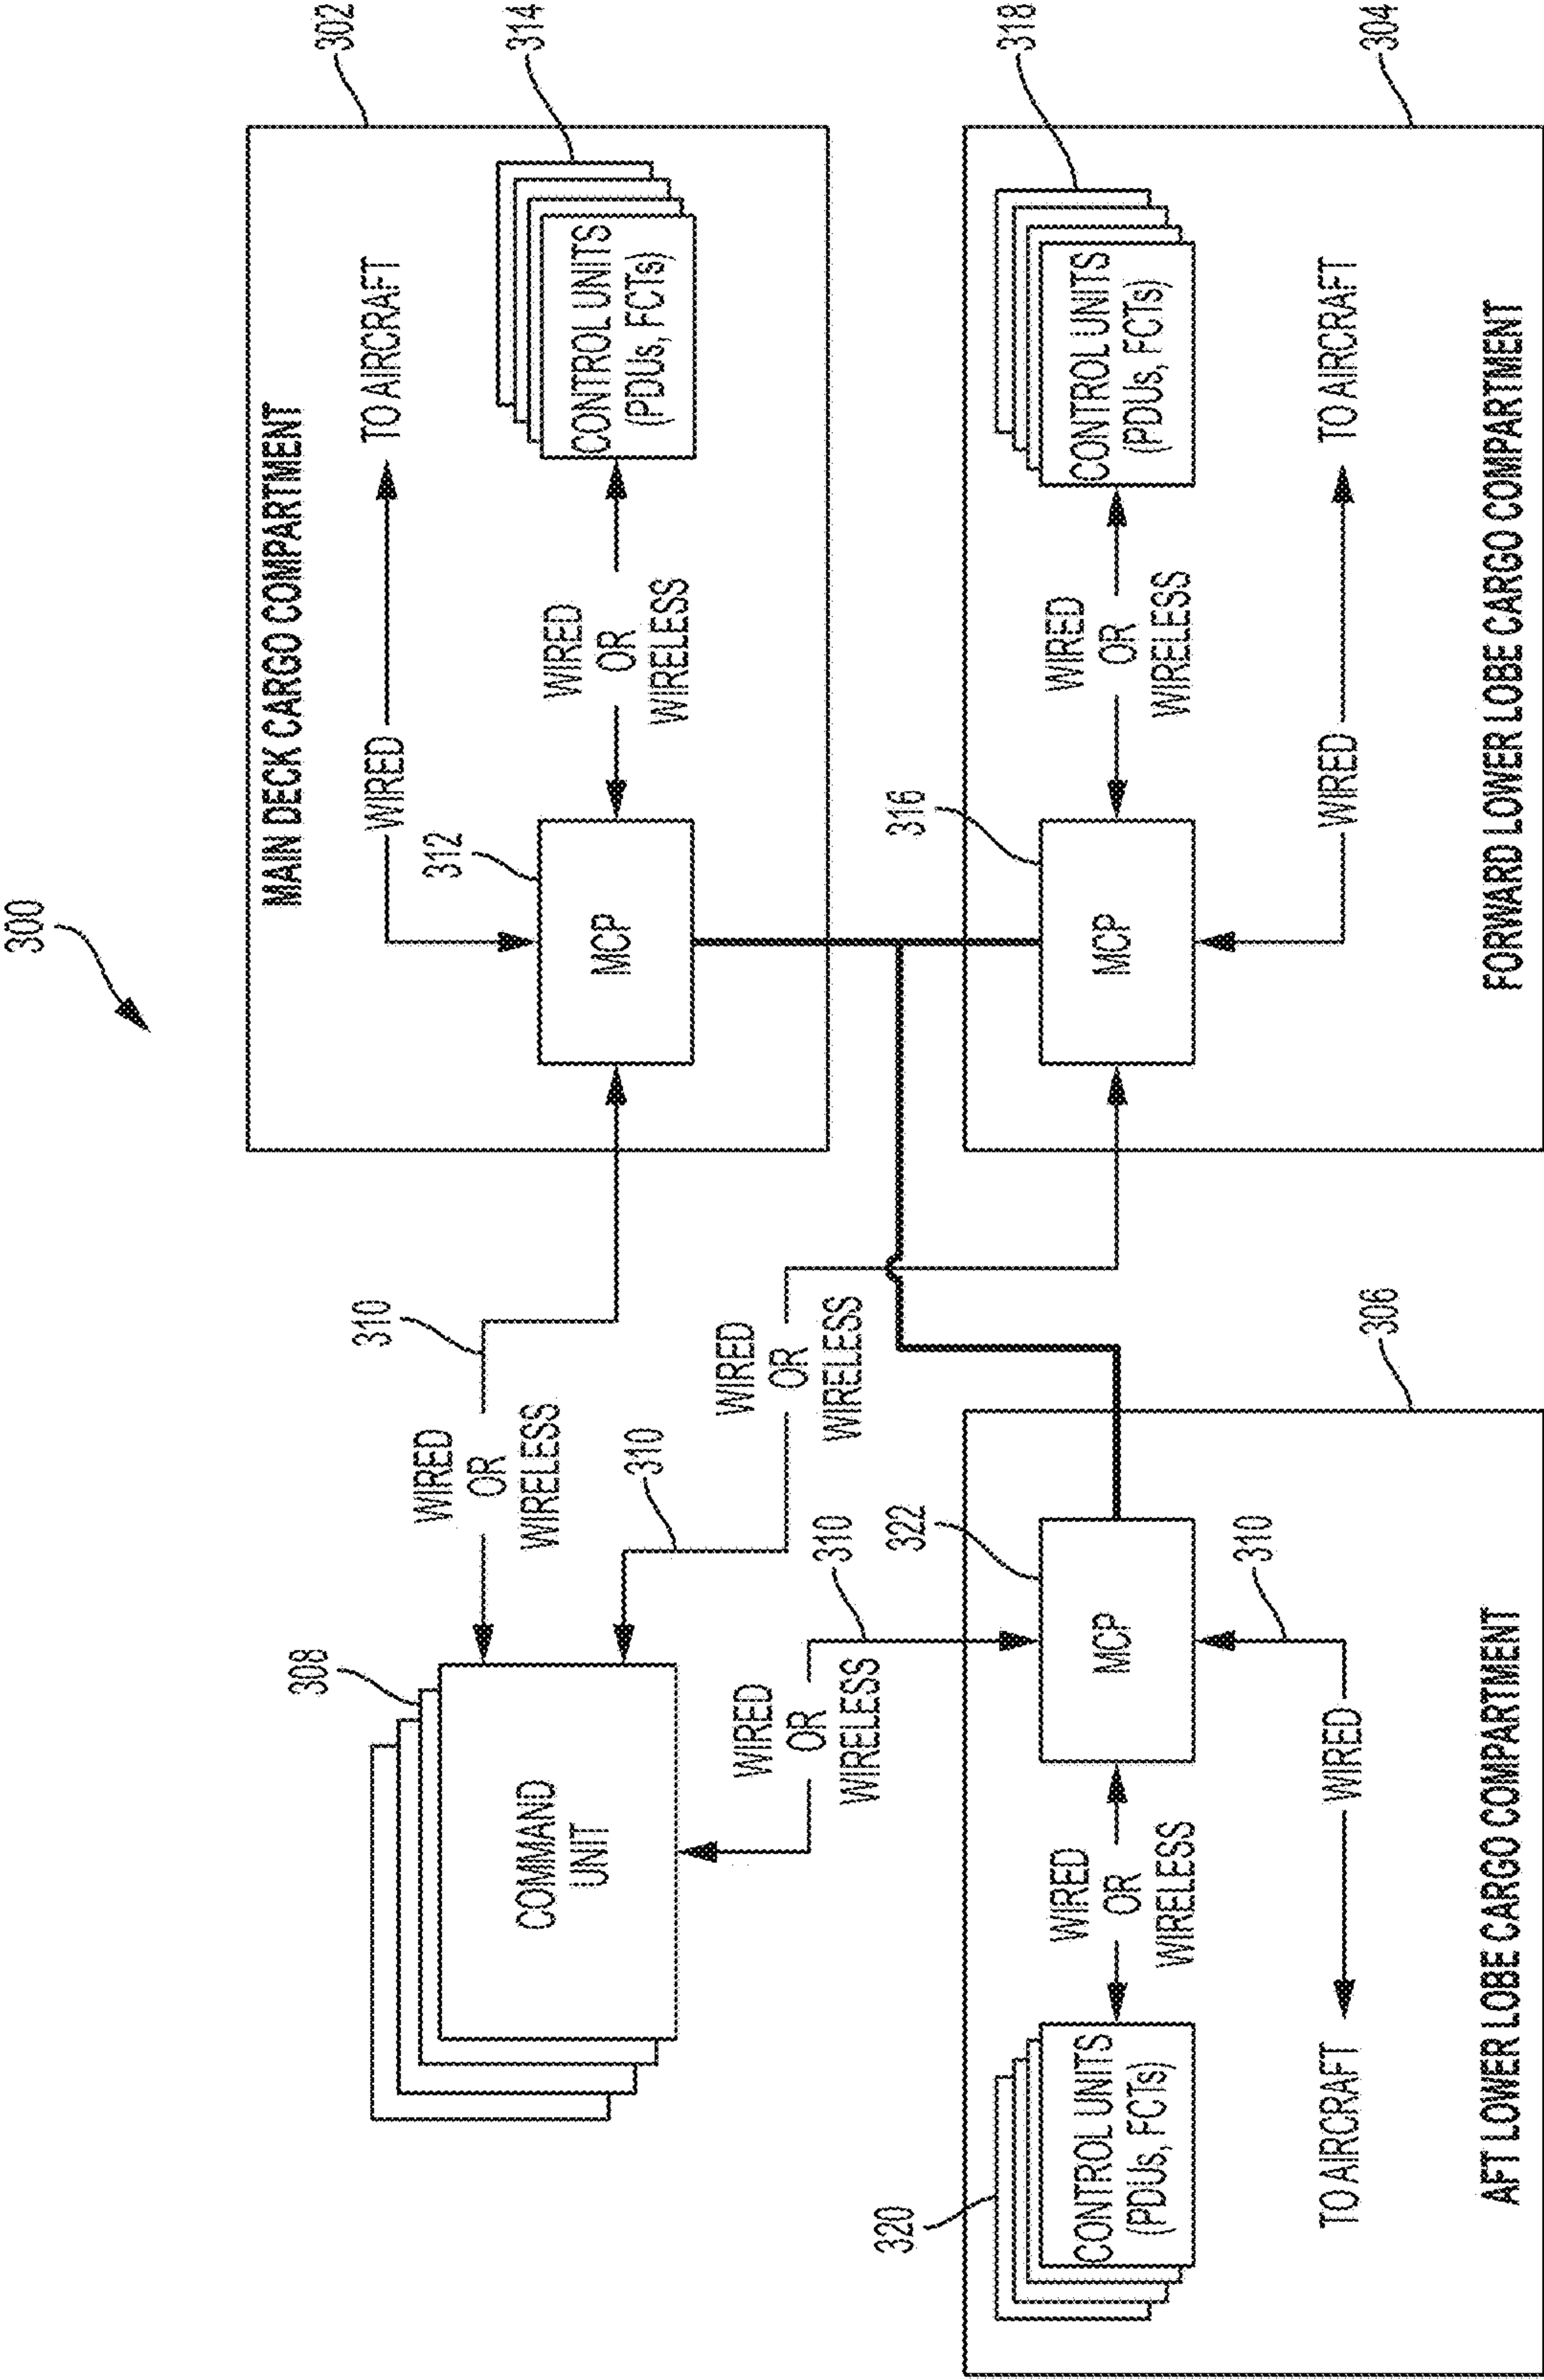 300
308
COMMAND
UNIT
310
WIRED
OR
WIRELESS
310
WIRED
OR
WIRELESS
310
WIRED
OR
WIRELESS
302
MAIN DECK CARGO COMPARTMENT
WIRED
TO AIRCRAFT
312
MCP
WIRED
OR
WIRELESS
314
CONTROL UNITS
(PDUs, FCTs)
306
320
CONTROL UNITS
(PDUs, FCTs)
WIRED
OR
WIRELESS
322
MCP
310
TO AIRCRAFT
WIRED
AFT LOWER LOBE CARGO COMPARTMENT
316
MCP
WIRED
OR
WIRELESS
318
CONTROL UNITS
(PDUs, FCTs)
WIRED
TO AIRCRAFT
304
FORWARD LOWER LOBE CARGO COMPARTMENT